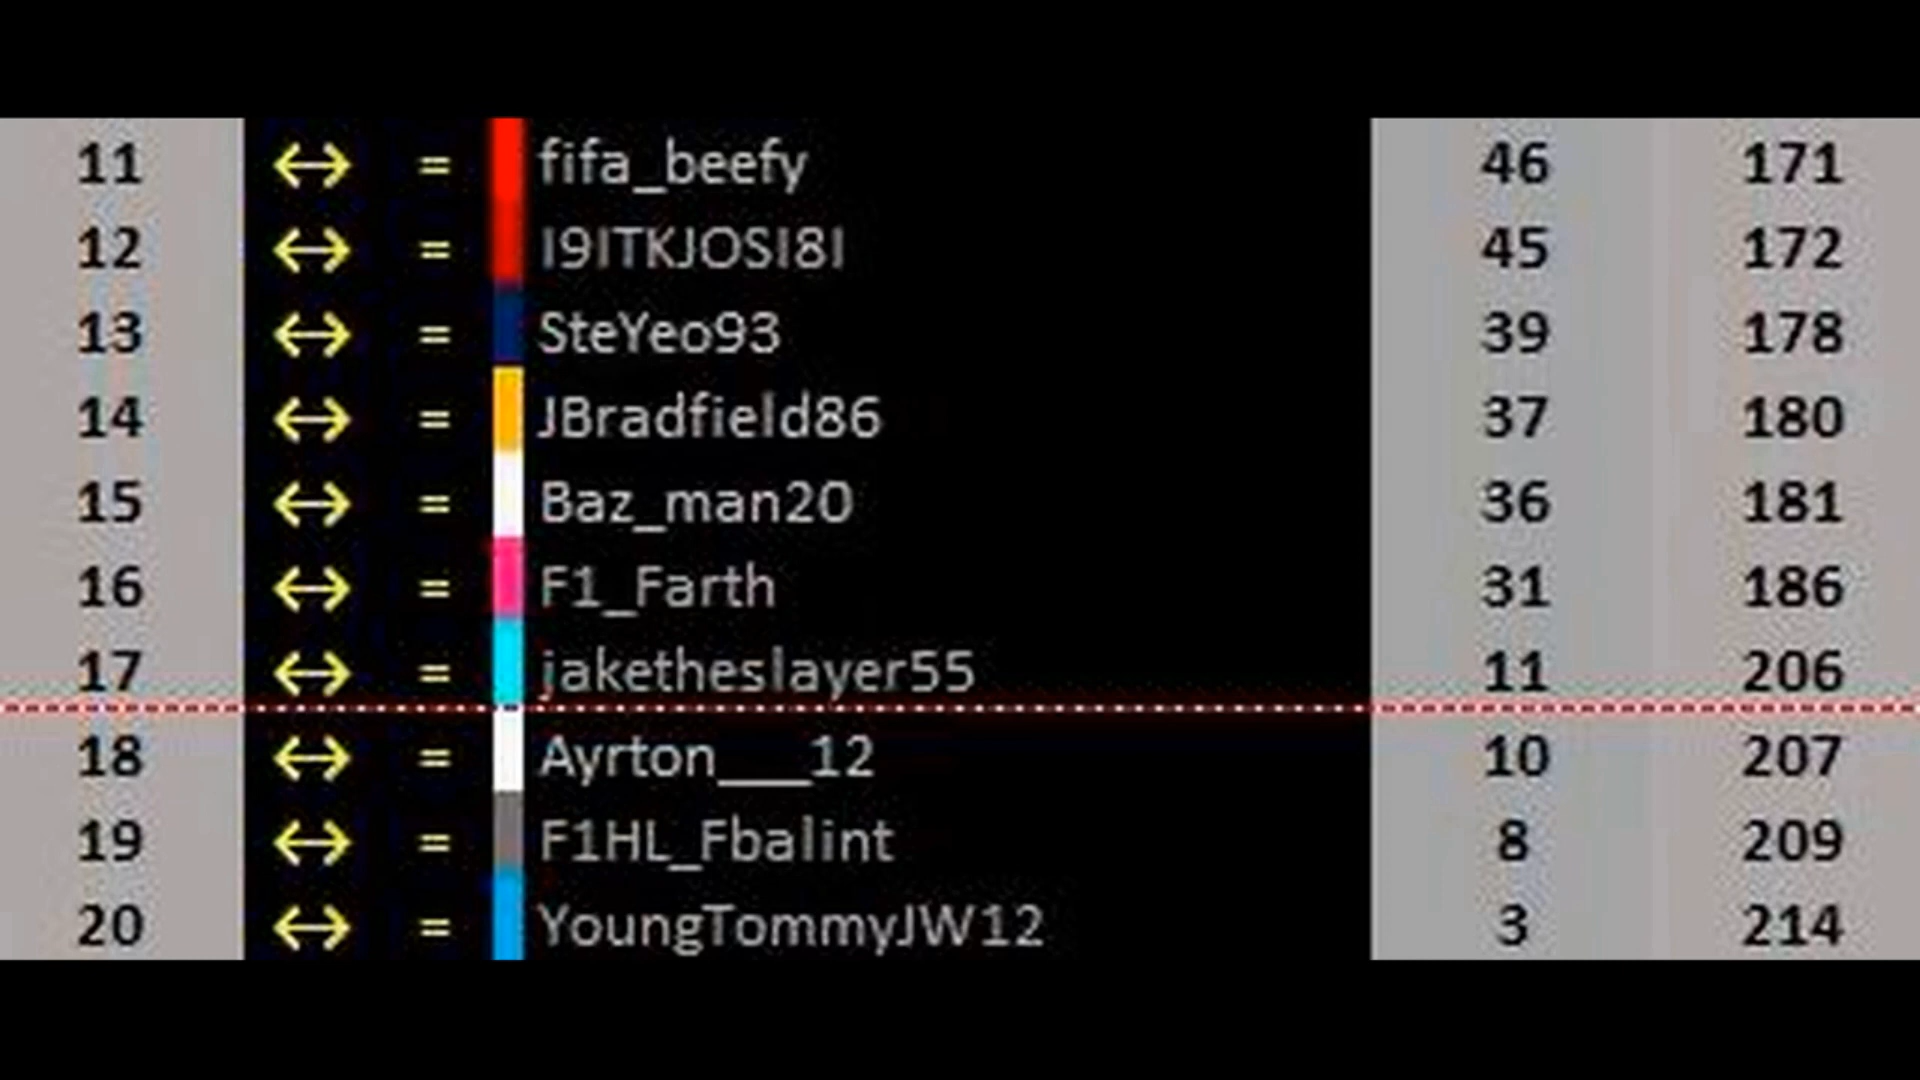 11 ↔ = fifa_beefy 46 171
12 ↔ = I9ITKJOSI8I 45 172
13 ↔ = SteYeo93 39 178
14 ↔ = JBradfield86 37 180
15 ↔ = Baz_man20 36 181
16 ↔ = F1_Farth 31 186
17 ↔ = jaketheslayer55 11 206
18 ↔ = Ayrton___12 10 207
19 ↔ = F1HL_Fbalint 8 209
20 ↔ = YoungTommyJW12 3 214